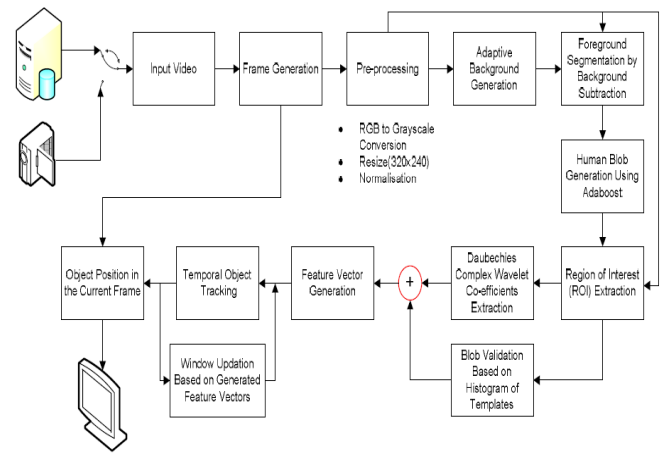 Input Video
Frame Generation
Pre-processing
Adaptive
Background
Generation
Foreground
Segmentation by
Background
Subtraction
• RGB to Grayscale
Conversion
• Resize(320x240)
• Normalisation
Human Blob
Generation Using
Adaboost
Object Position in
the Current Frame
Temporal Object
Tracking
Feature Vector
Generation
+
Daubechies
Complex Wavelet
Co-efficients
Extraction
Region of Interest
(ROI) Extraction
Window Updation
Based on Generated
Feature Vectors
Blob Validation
Based on
Histogram of
Templates